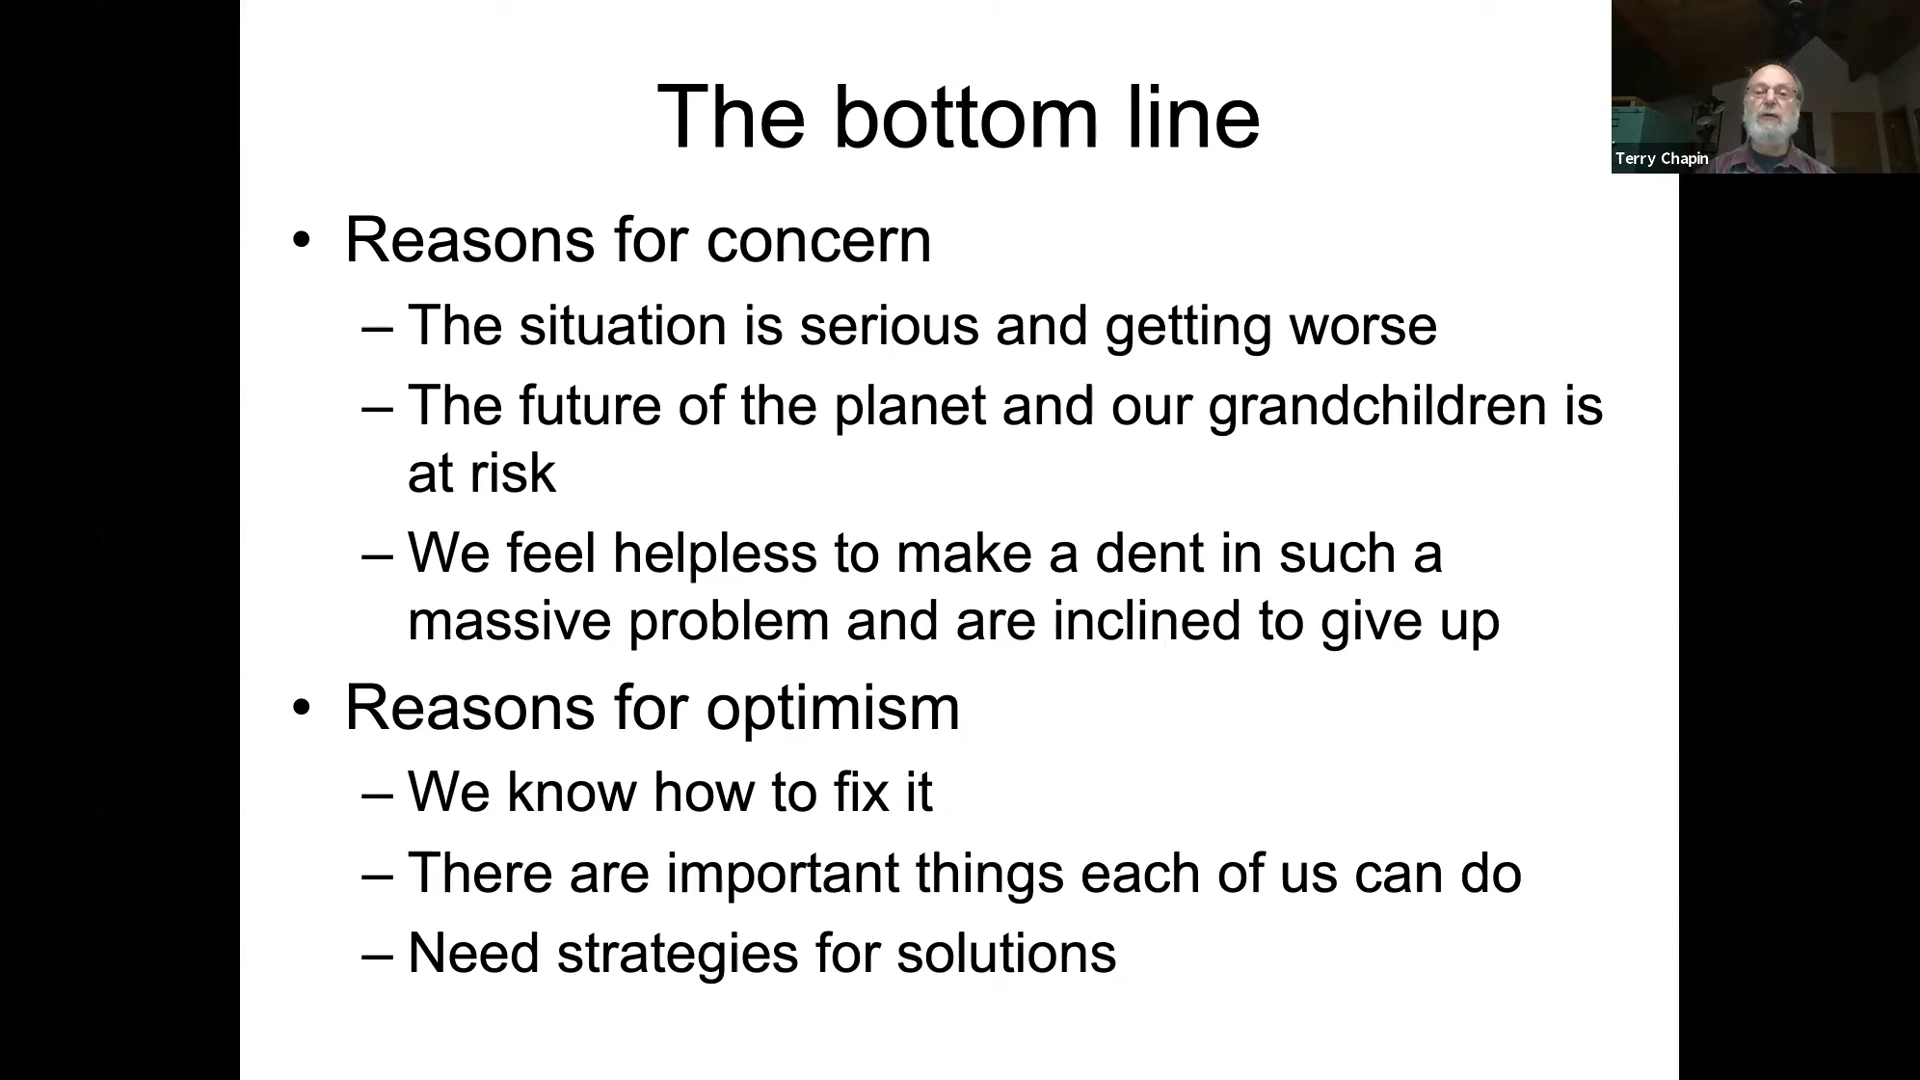 The bottom line
Terry Chapin
• Reasons for concern
– The situation is serious and getting worse
– The future of the planet and our grandchildren is
at risk
– We feel helpless to make a dent in such a
massive problem and are inclined to give up
• Reasons for optimism
– We know how to fix it
– There are important things each of us can do
– Need strategies for solutions